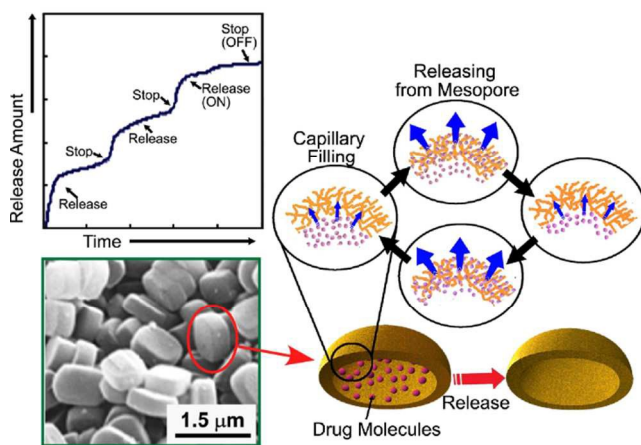 Stop
(OFF)
Stop
Release
(ON)
Stop
Release
Release
Release Amount
Time
Releasing
from Mesopore
Capillary
Filling
1.5 μm
Drug Molecules
Release